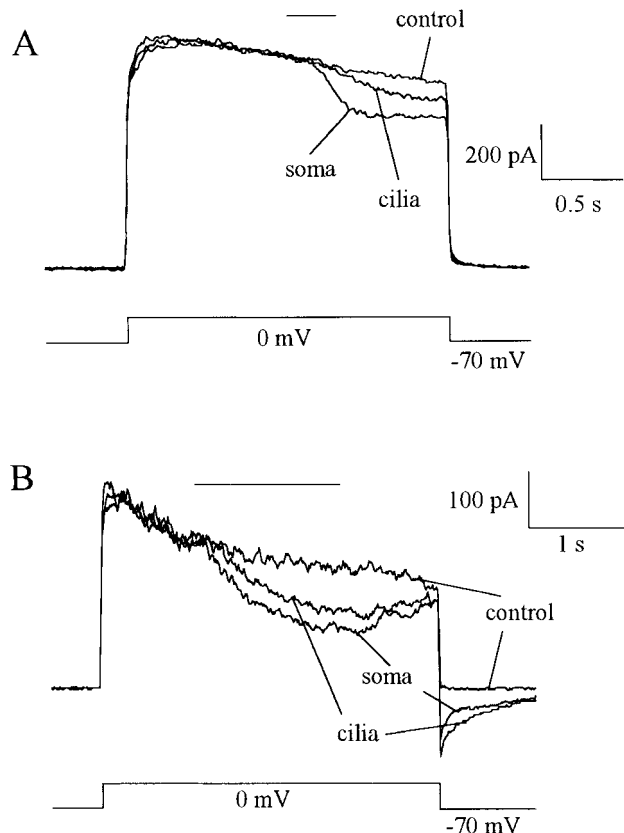 A
control
200 pA
soma
cilia
0.5 s
0 mV
-70 mV
B
100 pA
1 s
control
soma
cilia
0 mV
-70 mV